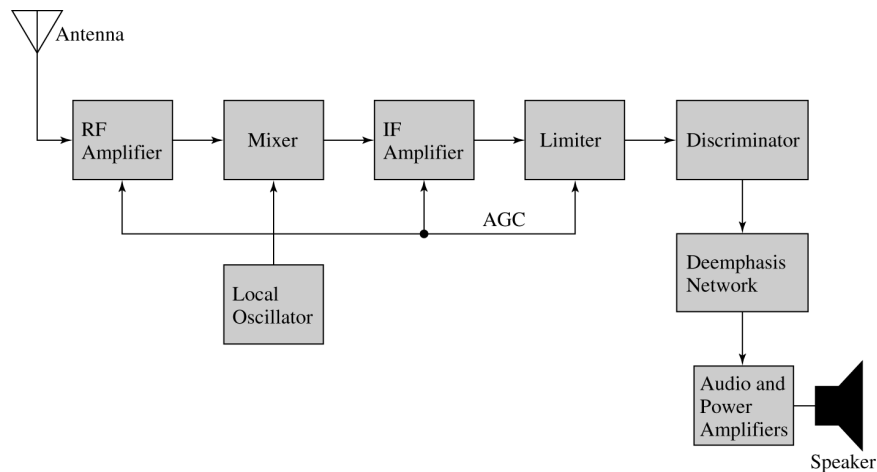 Antenna
RF
Amplifier
Mixer
IF
Amplifier
Limiter
Discriminator
AGC
Local
Oscillator
Deemphasis
Network
Audio and
Power
Amplifiers
Speaker